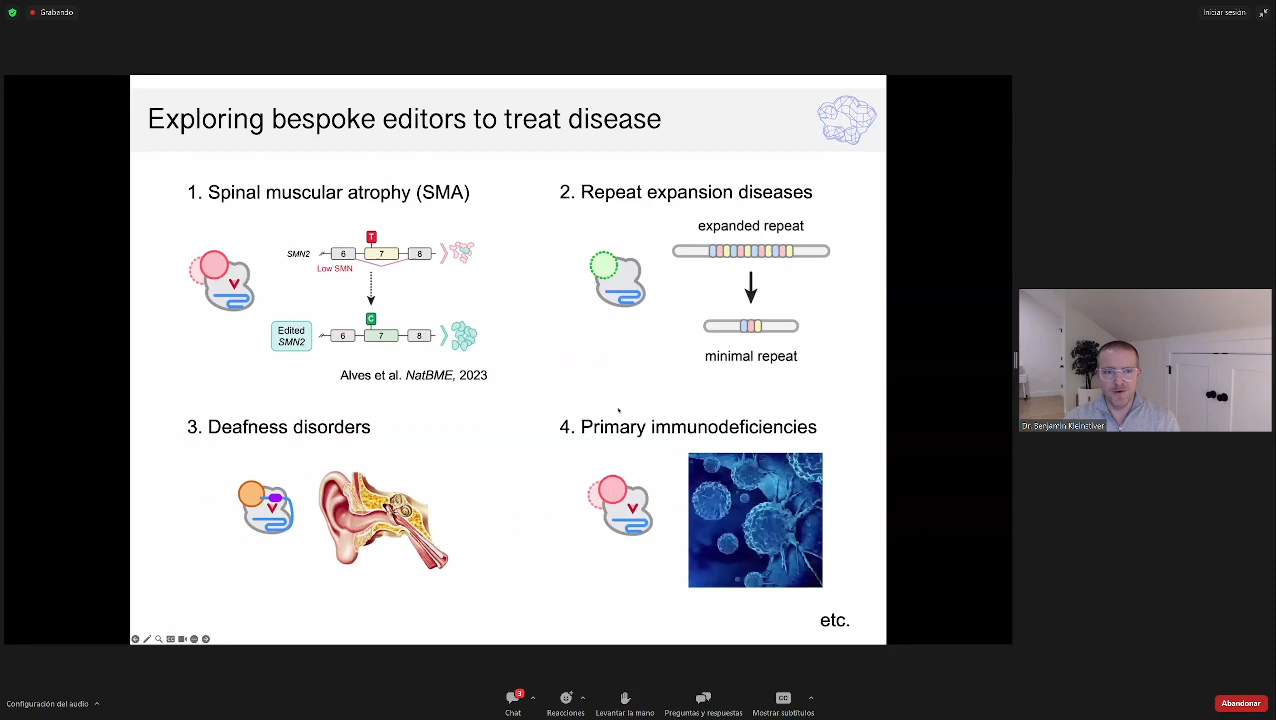 Grabando
Iniciar sesión
Exploring bespoke editors to treat disease
1. Spinal muscular atrophy (SMA)
T
SMN2
6
7
8
Low SMN
C
Edited
SMN2
6
7
8
Alves et al. NatBME, 2023
2. Repeat expansion diseases
expanded repeat
minimal repeat
3. Deafness disorders
4. Primary immunodeficiencies
etc.
Dr. Benjamin Kleinstiver
Configuración del audio
3
Chat
Reacciones
Levantar la mano
Preguntas y respuestas
CC
Mostrar subtítulos
Abandonar